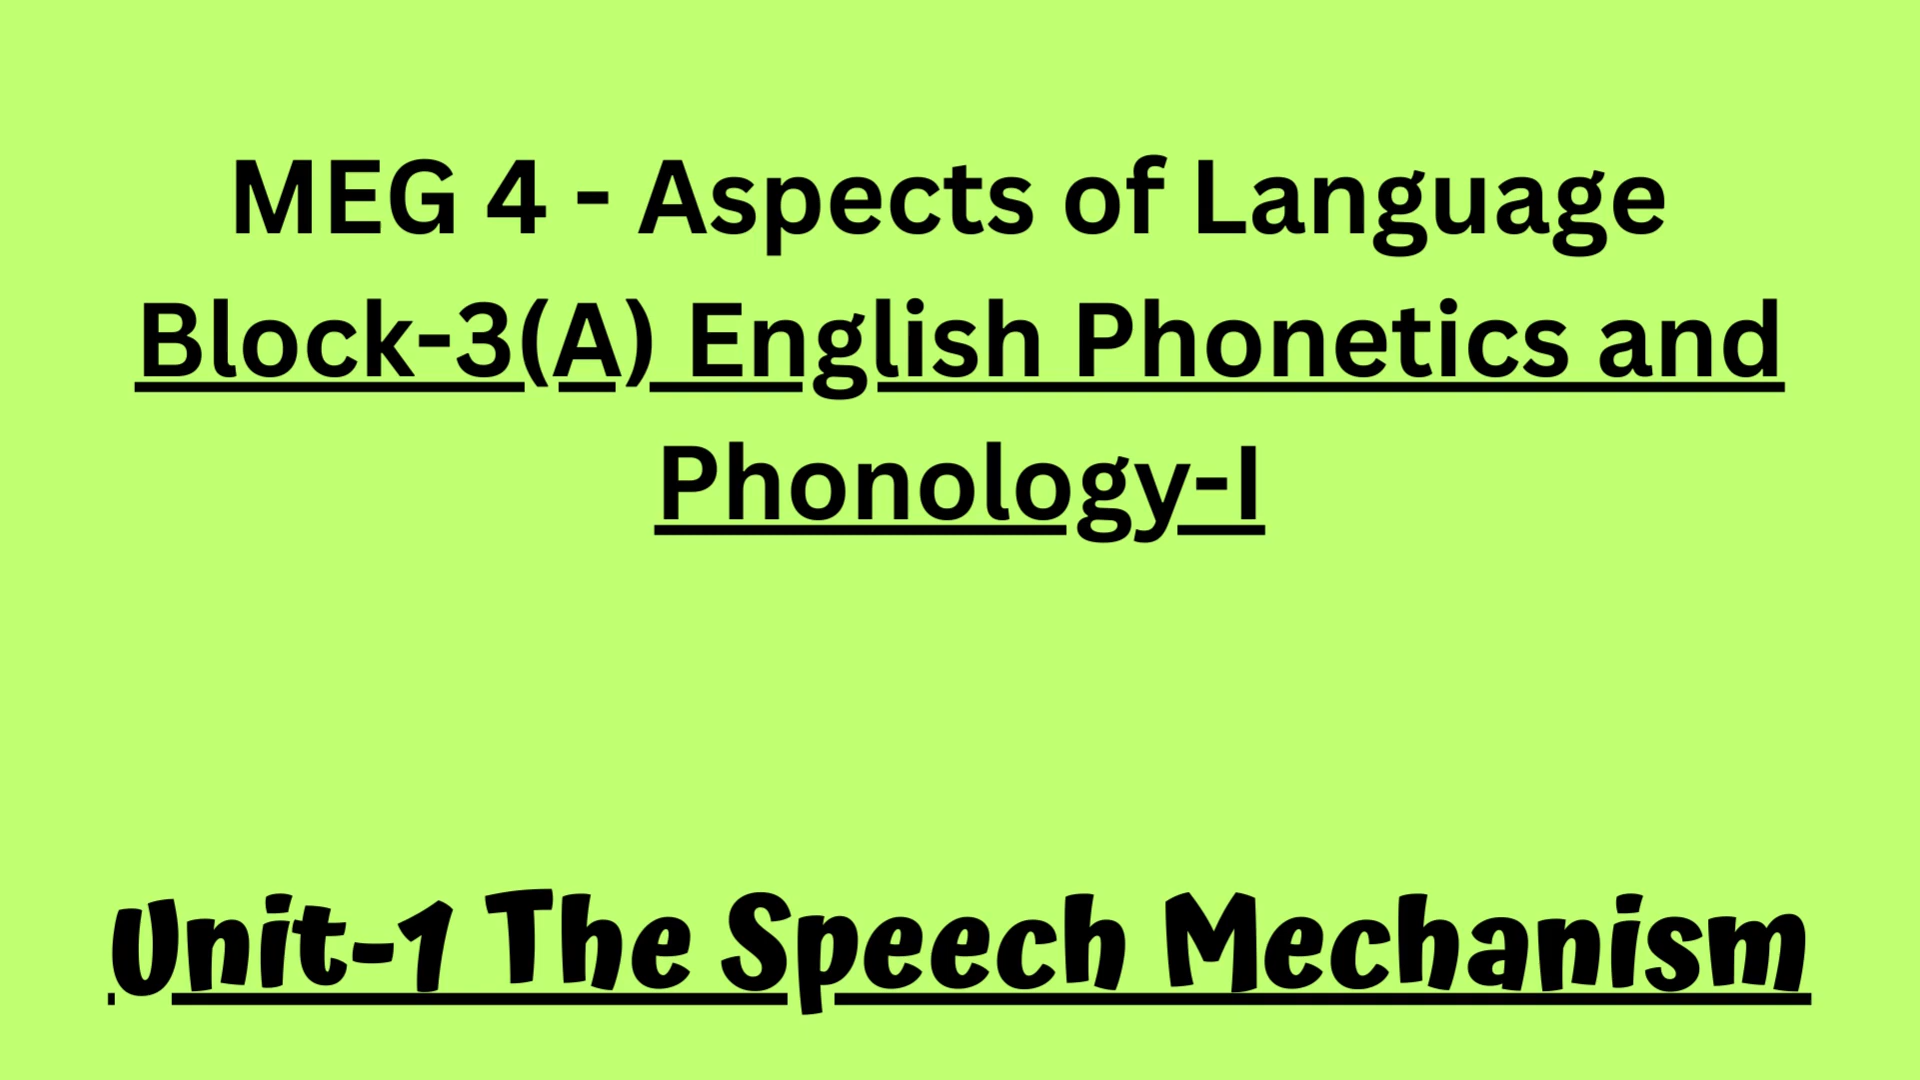 MEG 4 - Aspects of Language
Block-3(A) English Phonetics and
Phonology-I
Unit-1 The Speech Mechanism